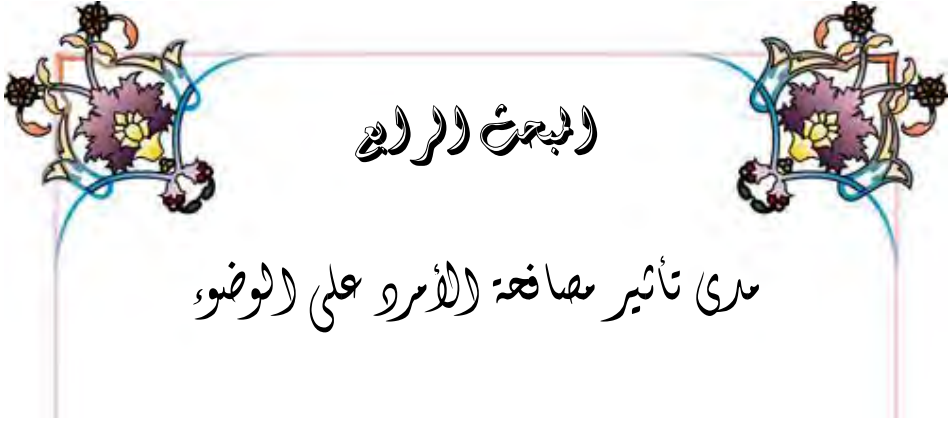 المبحث الرابع
مدى تأثير مصافحة الأمرد على الوضوء